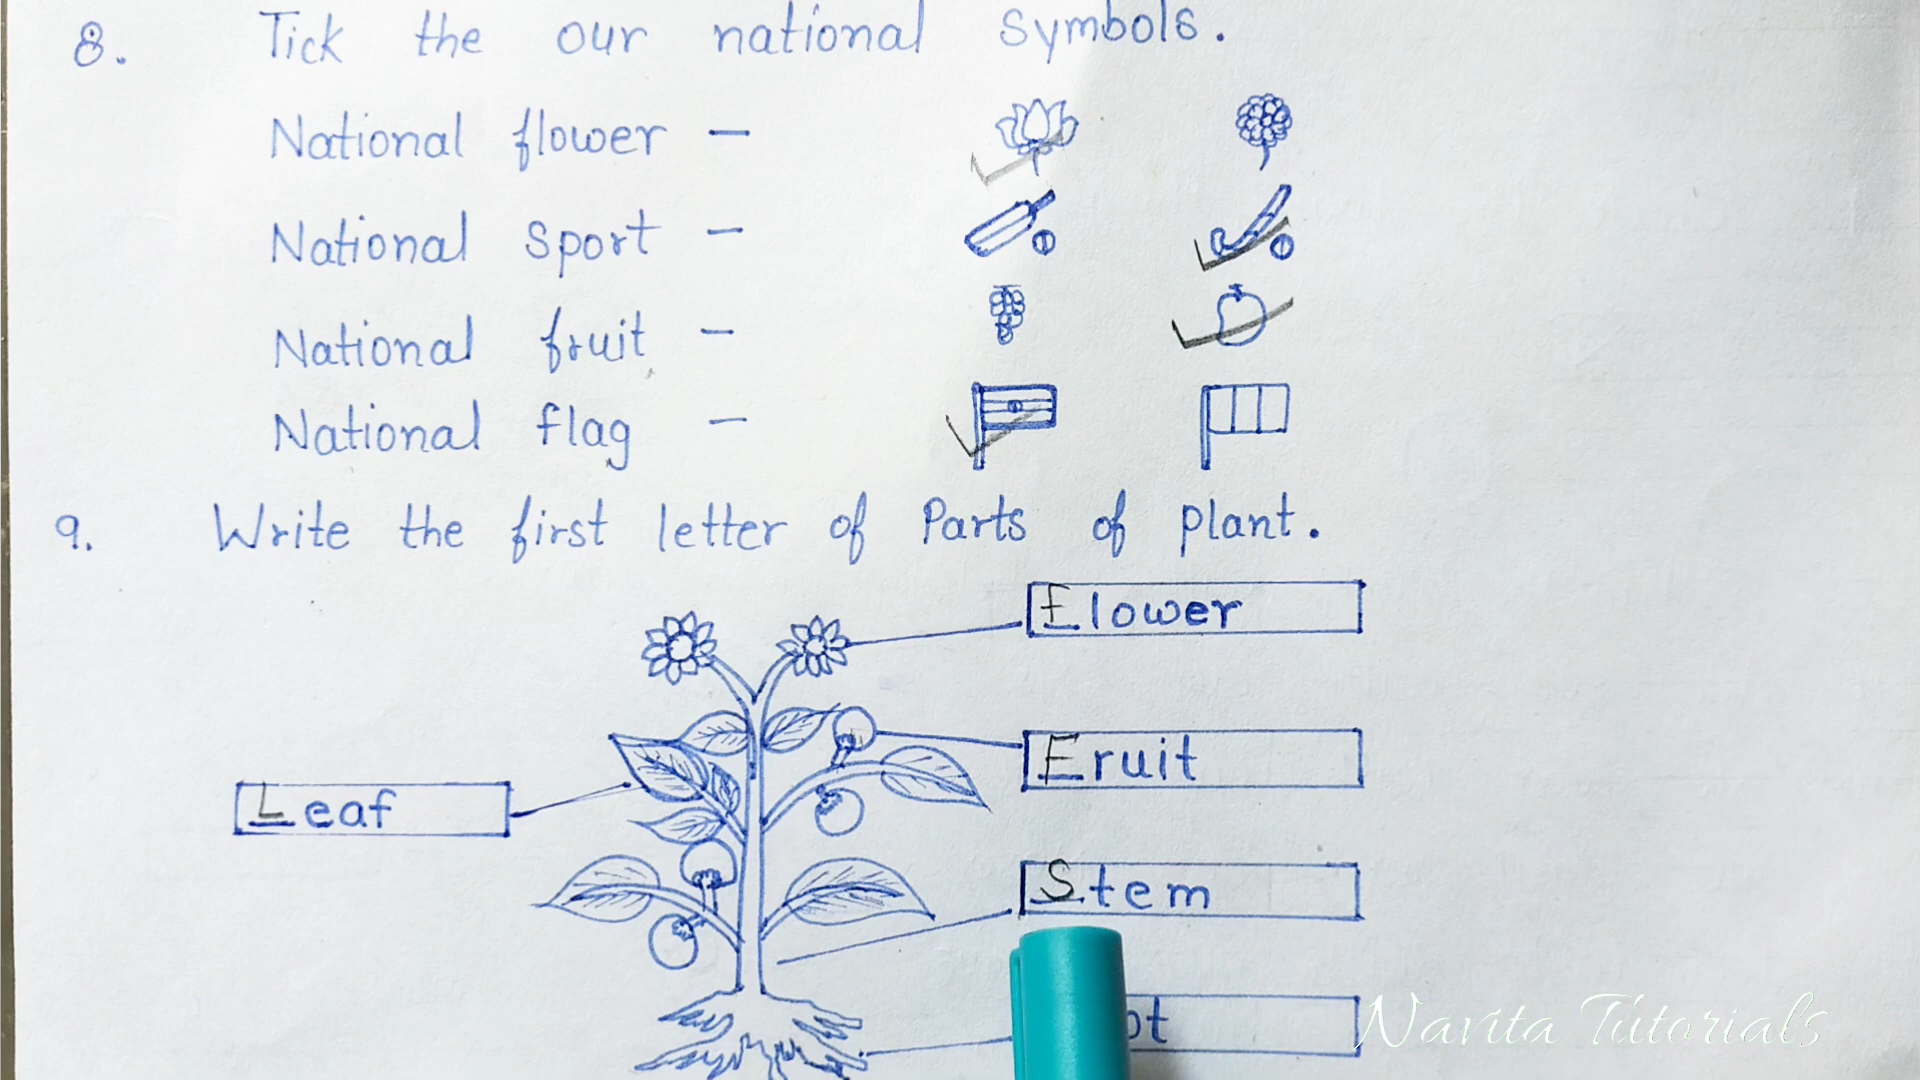 8. Tick the our national symbols.
National flower -
National sport -
National fruit -
National flag -
9. Write the first letter of Parts of plant.
Flower
Fruit
Leaf
Stem
ot
Navita Tutorials